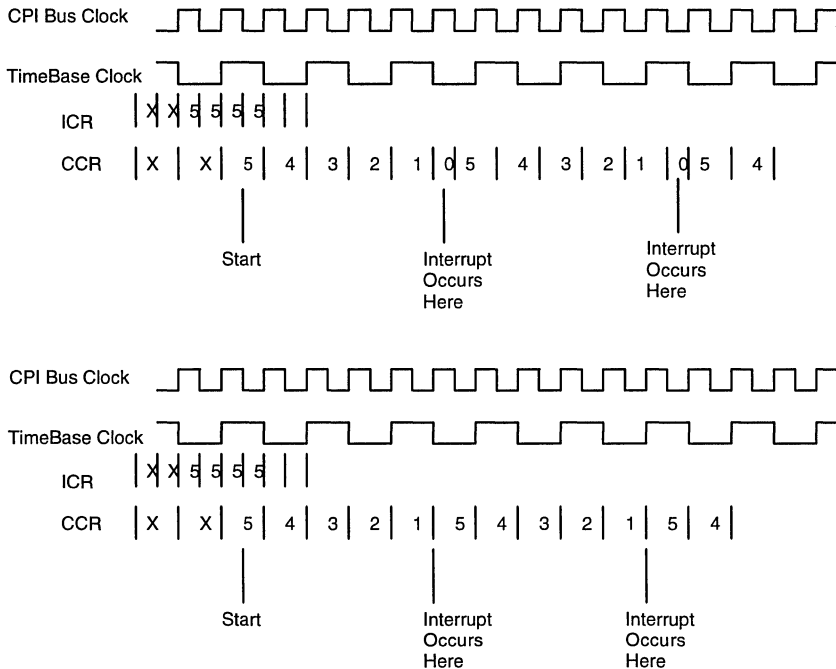 CPI Bus Clock
TimeBase Clock
ICR X X 5 5 5 5
CCR X X 5 4 3 2 1 0 5 4 3 2 1 0 5 4
Start
Interrupt
Occurs
Here
Interrupt
Occurs
Here
CPI Bus Clock
TimeBase Clock
ICR X X 5 5 5 5
CCR X X 5 4 3 2 1 5 4 3 2 1 5 4
Start
Interrupt
Occurs
Here
Interrupt
Occurs
Here